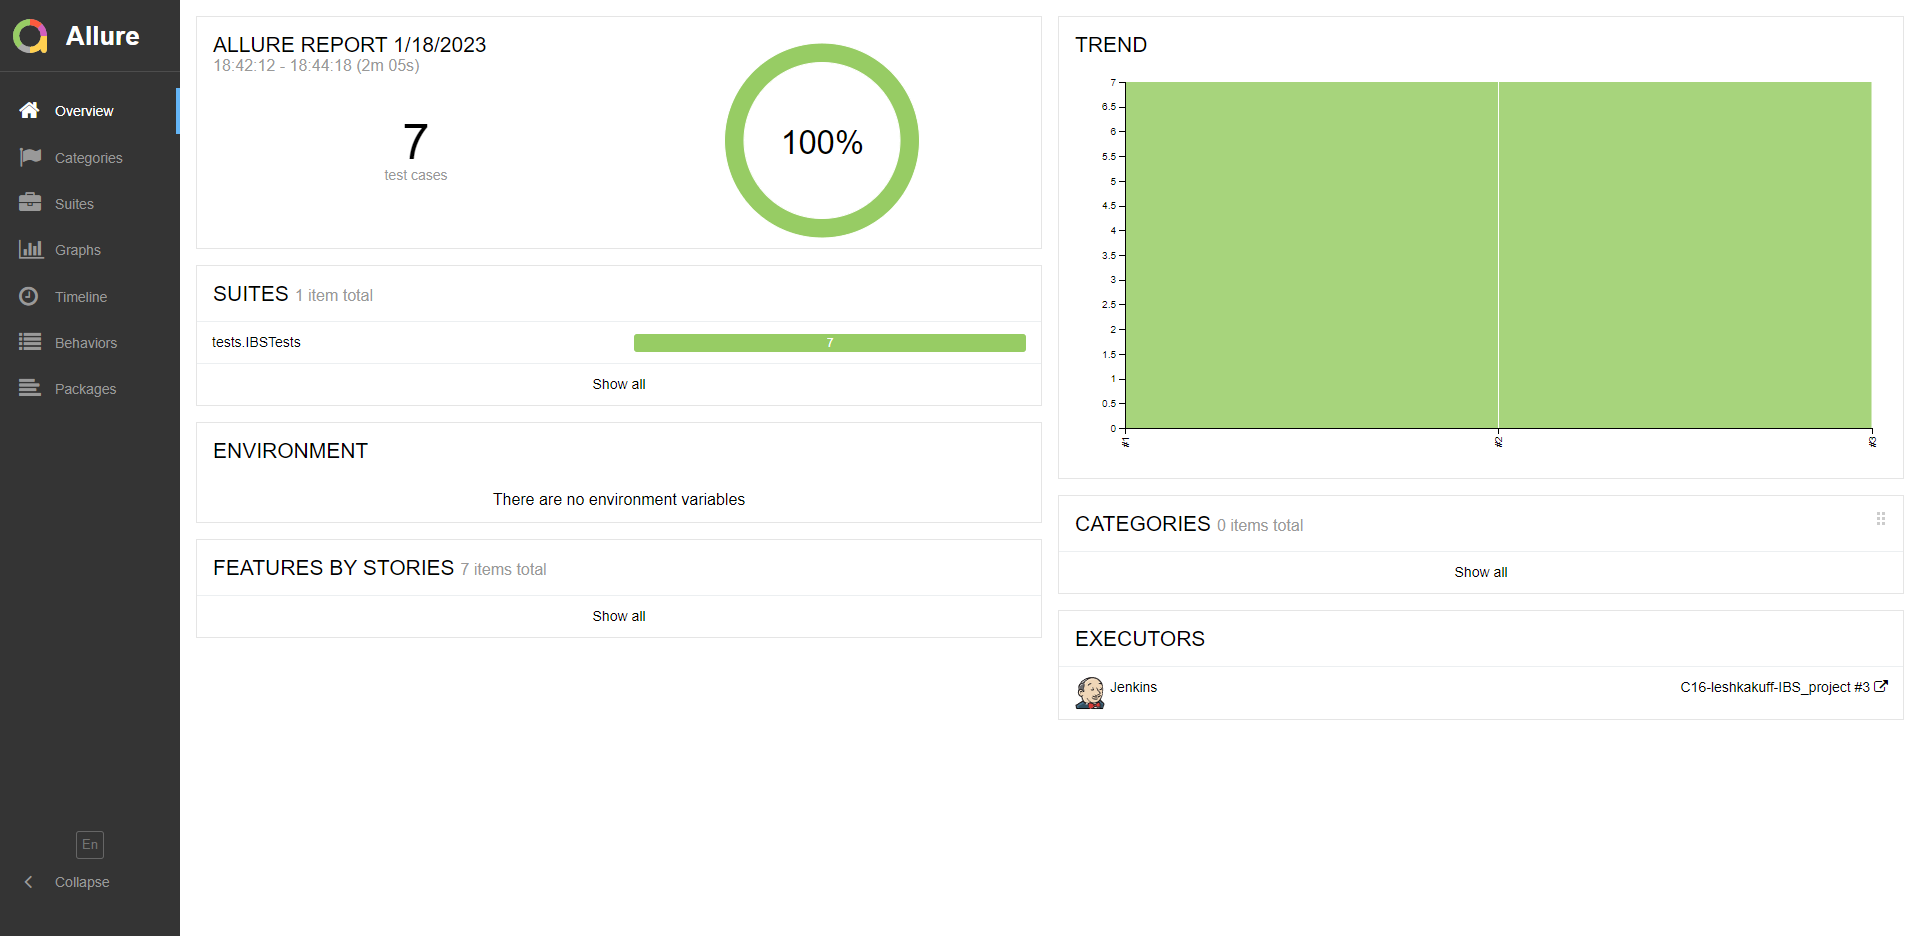 Allure
Overview
Categories
Suites
Graphs
Timeline
Behaviors
Packages
En
Collapse
ALLURE REPORT 1/18/2023
18:42:12 - 18:44:18 (2m 05s)
7
test cases
100%
SUITES 1 item total
tests.IBSTests 7
Show all
ENVIRONMENT
There are no environment variables
FEATURES BY STORIES 7 items total
Show all
TREND
7
6.5
6
5.5
5
4.5
4
3.5
3
2.5
2
1.5
1
0.5
0
#1 #2 #3
CATEGORIES 0 items total
Show all
EXECUTORS
Jenkins C16-leshkakuff-IBS_project #3